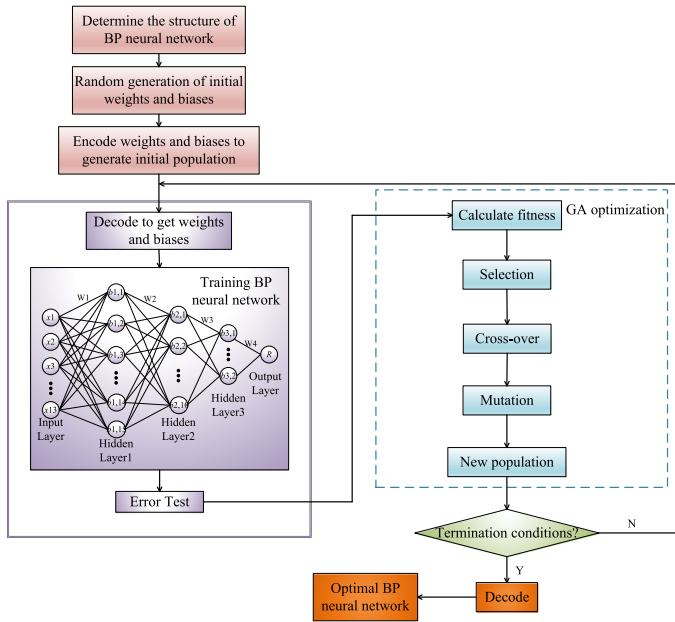 Determine the structure of
BP neural network
Random generation of initial
weights and biases
Encode weights and biases to
generate initial population
Decode to get weights
and biases
Training BP
neural network
W1
W2
W3
W4
x1
x2
x3
x13
b1,1
b1,2
b1,3
b1,14
b1,15
b2,1
b2,2
b2,16
b3,1
b3,2
R
Input
Layer
Hidden
Layer1
Hidden
Layer2
Hidden
Layer3
Output
Layer
Error Test
GA optimization
Calculate fitness
Selection
Cross-over
Mutation
New population
Termination conditions?
N
Y
Decode
Optimal BP
neural network